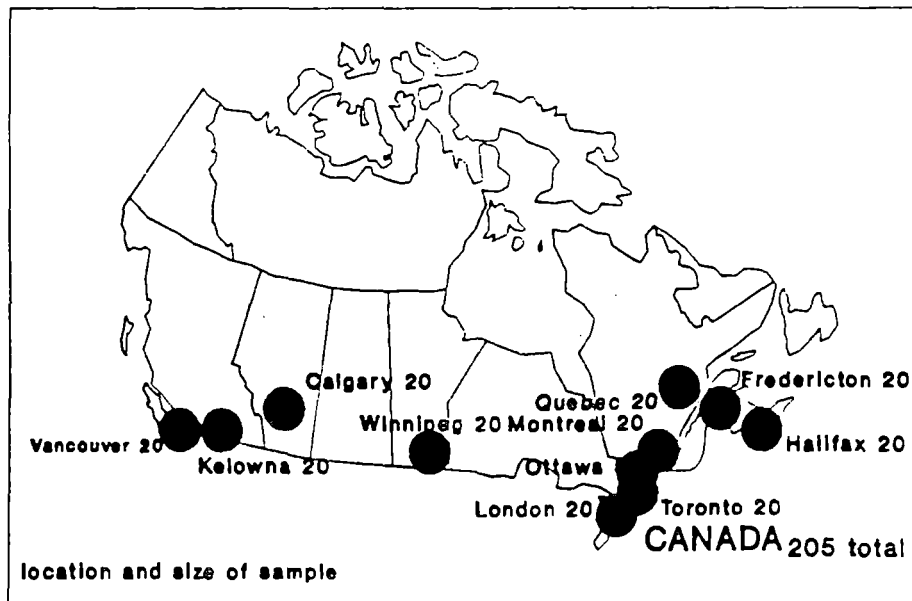 Calgary 20
Fredericton 20
Quebec 20
Winnipeg 20
Montreal 20
Vancouver 20
Halifax 20
Kelowna 20
Ottawa
London 20
Toronto 20
CANADA 205 total
location and size of sample